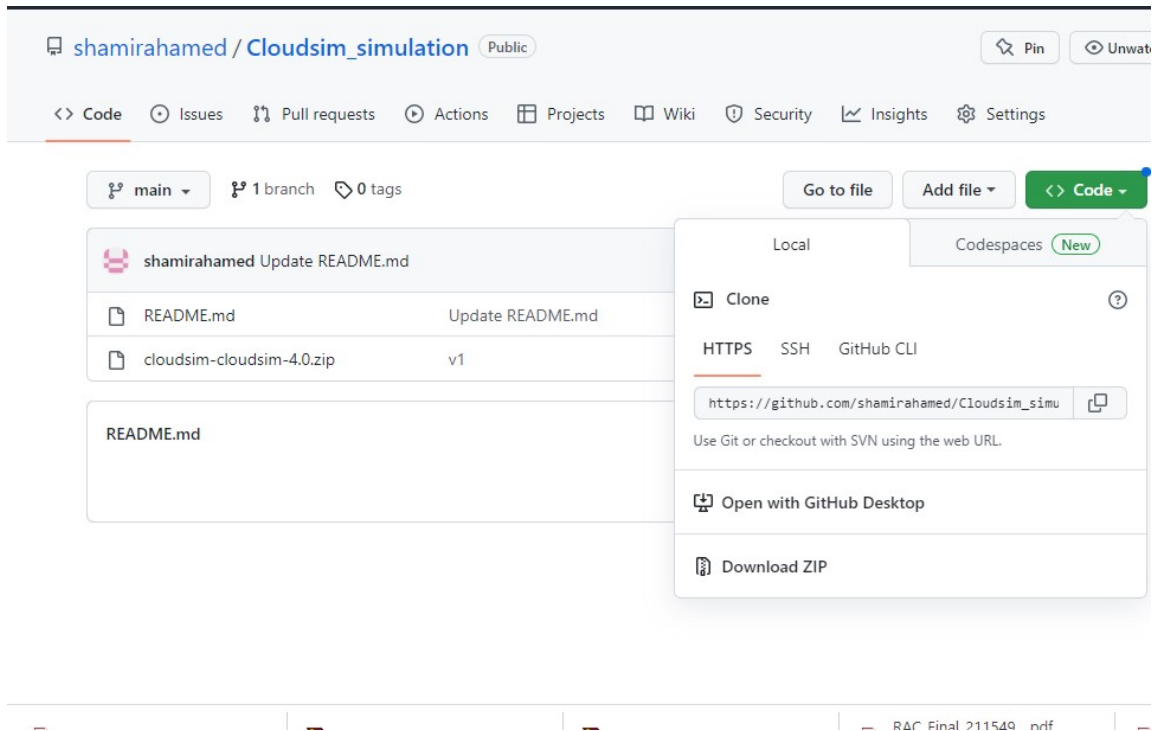 shamirahamed / Cloudsim_simulation Public
Pin
Unwat
<> Code Issues Pull requests Actions Projects Wiki Security Insights Settings
main 1 branch 0 tags
Go to file Add file <> Code
shamirahamed Update README.md
README.md Update README.md
cloudsim-cloudsim-4.0.zip v1
README.md
Local Codespaces New
Clone
HTTPS SSH GitHub CLI
https://github.com/shamirahamed/Cloudsim_simu
Use Git or checkout with SVN using the web URL.
Open with GitHub Desktop
Download ZIP
RAC_Final_211549_.pdf